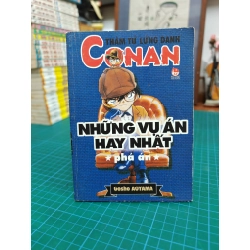 THÁM TỬ LỪNG DANH
CONAN
NHỮNG VỤ ÁN
HAY NHẤT
★ phá án ★
GOSHO AOYAMA